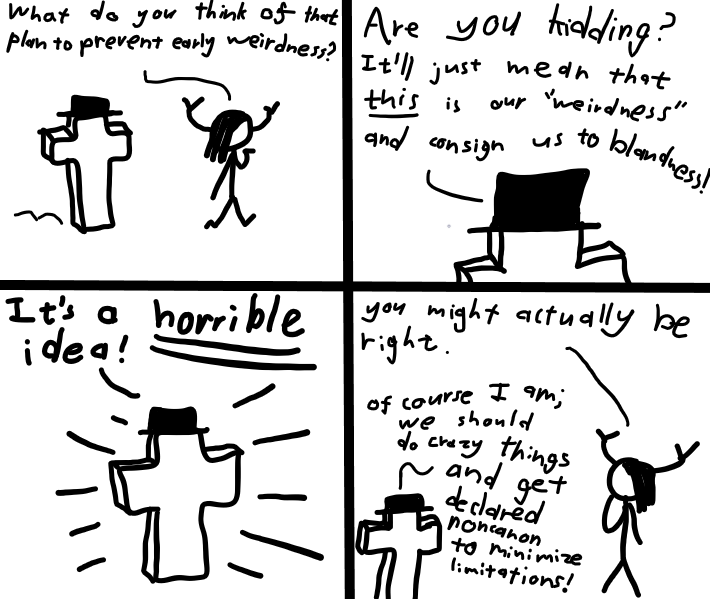 What do you think of that
plan to prevent early weirdness?
Are you kidding?
It'll just mean that
this is our "weirdness"
and consign us to blandness!
It's a horrible
idea!
you might actually be
right.
of course I am;
we should
do crazy things
and get
declared
noncanon
to minimize
limitations!